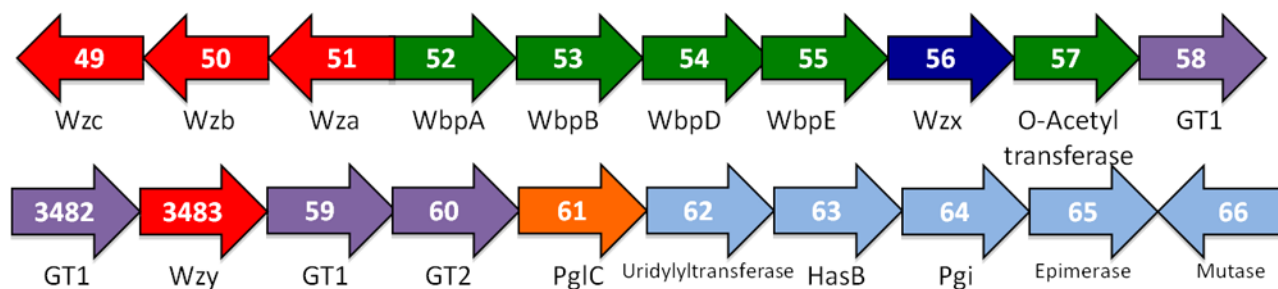 49 50 51 52 53 54 55 56 57 58
Wzc Wzb Wza WbpA WbpB WbpD WbpE Wzx O-Acetyl GT1
transferase
3482 3483 59 60 61 62 63 64 65 66
GT1 Wzy GT1 GT2 PglC Uridylyltransferase HasB Pgi Epimerase Mutase